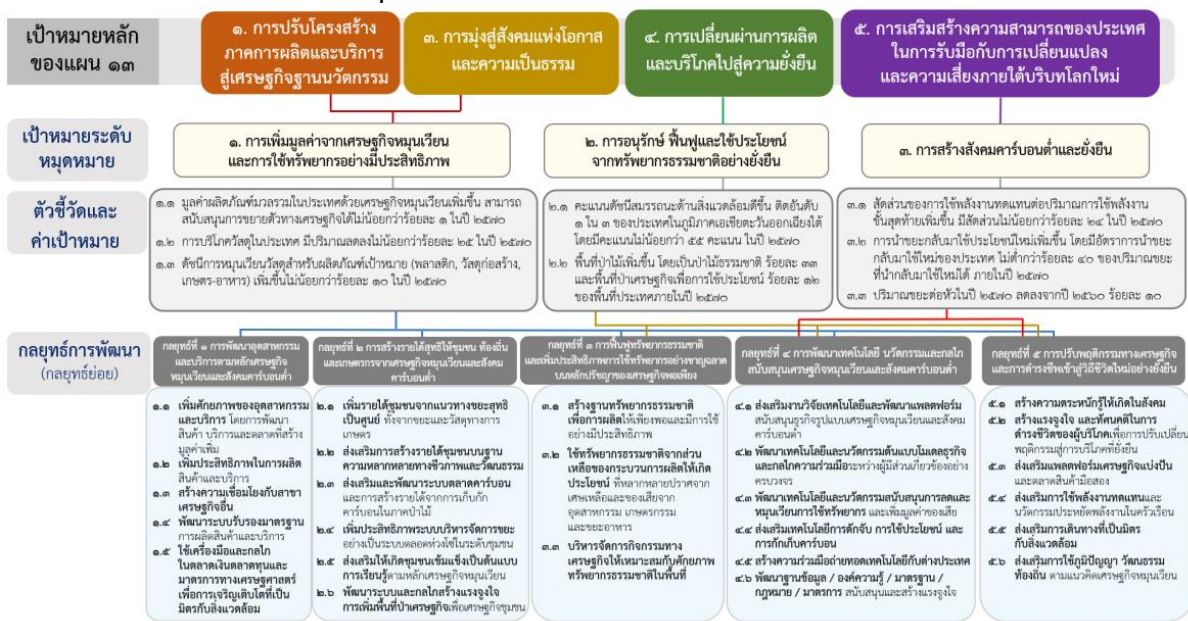 เป้าหมายหลัก
ของแผน ๑๓
๑. การปรับโครงสร้าง
ภาคการผลิตและบริการ
สู่เศรษฐกิจฐานนวัตกรรม
๓. การมุ่งสู่สังคมแห่งโอกาส
และความเป็นธรรม
๔. การเปลี่ยนผ่านการผลิต
และบริโภคไปสู่ความยั่งยืน
๕. การเสริมสร้างความสามารถของประเทศ
ในการรับมือกับการเปลี่ยนแปลง
และความเสี่ยงภายใต้บริบทโลกใหม่
เป้าหมายระดับ
หมุดหมาย
๑. การเพิ่มมูลค่าจากเศรษฐกิจหมุนเวียน
และการใช้ทรัพยากรอย่างมีประสิทธิภาพ
๒. การอนุรักษ์ ฟื้นฟูและใช้ประโยชน์
จากทรัพยากรธรรมชาติอย่างยั่งยืน
๓. การสร้างสังคมคาร์บอนต่ำและยั่งยืน
ตัวชี้วัดและ
ค่าเป้าหมาย
๑.๑ มูลค่าผลิตภัณฑ์มวลรวมในประเทศด้วยเศรษฐกิจหมุนเวียนเพิ่มขึ้น สามารถ
สนับสนุนการขยายตัวทางเศรษฐกิจได้ไม่น้อยกว่าร้อยละ ๑ ในปี ๒๕๗๐
๑.๒ การบริโภควัสดุในประเทศ มีปริมาณลดลงไม่น้อยกว่าร้อยละ ๒๕ ในปี ๒๕๗๐
๑.๓ ดัชนีการหมุนเวียนวัสดุสำหรับผลิตภัณฑ์เป้าหมาย (พลาสติก, วัสดุก่อสร้าง,
เกษตร-อาหาร) เพิ่มขึ้นไม่น้อยกว่าร้อยละ ๑๐ ในปี ๒๕๗๐
๒.๑ คะแนนดัชนีสมรรถนะด้านสิ่งแวดล้อมดีขึ้น ติดอันดับ
๑ ใน ๓ ของประเทศในภูมิภาคเอเชียตะวันออกเฉียงใต้
โดยมีคะแนนไม่น้อยกว่า ๕๕ คะแนน ในปี ๒๕๗๐
๒.๒ พื้นที่ป่าไม้เพิ่มขึ้น โดยเป็นป่าไม้ธรรมชาติ ร้อยละ ๓๓
และพื้นที่ป่าเศรษฐกิจเพื่อการใช้ประโยชน์ ร้อยละ ๑๒
ของพื้นที่ประเทศภายในปี ๒๕๗๐
๓.๑ สัดส่วนของการใช้พลังงานทดแทนต่อปริมาณการใช้พลังงาน
ขั้นสุดท้ายเพิ่มขึ้น มีสัดส่วนไม่น้อยกว่าร้อยละ ๒๔ ในปี ๒๕๗๐
๓.๒ การนำขยะกลับมาใช้ประโยชน์ใหม่เพิ่มขึ้น โดยมีอัตราการนำขยะ
กลับมาใช้ใหม่ของประเทศ ไม่ต่ำกว่าร้อยละ ๔๐ ของปริมาณขยะ
ที่นำกลับมาใช้ใหม่ได้ ภายในปี ๒๕๗๐
๓.๓ ปริมาณขยะต่อหัวในปี ๒๕๗๐ ลดลงจากปี ๒๕๖๐ ร้อยละ ๑๐
กลยุทธ์การพัฒนา
(กลยุทธ์ย่อย)
กลยุทธ์ที่ ๑ การพัฒนาอุตสาหกรรม
และบริการตามหลักเศรษฐกิจ
หมุนเวียนและสังคมคาร์บอนต่ำ
๑.๑ เพิ่มศักยภาพของอุตสาหกรรม
และบริการ โดยการพัฒนา
สินค้า บริการและตลาดที่สร้าง
มูลค่าเพิ่ม
๑.๒ เพิ่มประสิทธิภาพในการผลิต
สินค้าและบริการ
๑.๓ สร้างความเชื่อมโยงกับสาขา
เศรษฐกิจอื่น
๑.๔ พัฒนาระบบรับรองมาตรฐาน
การผลิตสินค้าและบริการ
๑.๕ ใช้เครื่องมือและกลไก
ในตลาดเงินตลาดทุนและ
มาตรการทางเศรษฐศาสตร์
เพื่อการเจริญเติบโตที่เป็น
มิตรกับสิ่งแวดล้อม
กลยุทธ์ที่ ๒ การสร้างรายได้สุทธิให้ชุมชน ท้องถิ่น
และเกษตรกรจากเศรษฐกิจหมุนเวียนและสังคม
คาร์บอนต่ำ
๒.๑ เพิ่มรายได้ชุมชนจากแนวทางขยะสุทธิ
เป็นศูนย์ ทั้งจากขยะและวัสดุทางการ
เกษตร
๒.๒ ส่งเสริมการสร้างรายได้ชุมชนบนฐาน
ความหลากหลายทางชีวภาพและวัฒนธรรม
๒.๓ ส่งเสริมและพัฒนาระบบตลาดคาร์บอน
และการสร้างรายได้จากการเก็บกัก
คาร์บอนในภาคป่าไม้
๒.๔ เพิ่มประสิทธิภาพระบบบริหารจัดการขยะ
อย่างเป็นระบบตลอดห่วงโซ่ในระดับชุมชน
๒.๕ ส่งเสริมให้เกิดชุมชนเข้มแข็งเป็นต้นแบบ
การเรียนรู้ตามหลักเศรษฐกิจหมุนเวียน
๒.๖ พัฒนาระบบและกลไกสร้างแรงจูงใจ
การเพิ่มพื้นที่ป่าเศรษฐกิจเพื่อเศรษฐกิจชุมชน
กลยุทธ์ที่ ๓ การฟื้นฟูทรัพยากรธรรมชาติ
และเพิ่มประสิทธิภาพการใช้ทรัพยากรอย่างชาญฉลาด
บนหลักปรัชญาของเศรษฐกิจพอเพียง
๓.๑ สร้างฐานทรัพยากรธรรมชาติ
เพื่อการผลิตให้เพียงพอและมีการใช้
อย่างมีประสิทธิภาพ
๓.๒ ใช้ทรัพยากรธรรมชาติจากส่วน
เหลือของกระบวนการผลิตให้เกิด
ประโยชน์ ที่หลากหลายปราศจาก
เศษเหลือและของเสียจาก
อุตสาหกรรม เกษตรกรรม
และขยะอาหาร
๓.๓ บริหารจัดการกิจกรรมทาง
เศรษฐกิจให้เหมาะสมกับศักยภาพ
ทรัพยากรธรรมชาติในพื้นที่
กลยุทธ์ที่ ๔ การพัฒนาเทคโนโลยี นวัตกรรมและกลไก
สนับสนุนเศรษฐกิจหมุนเวียนและสังคมคาร์บอนต่ำ
๔.๑ ส่งเสริมงานวิจัยเทคโนโลยีและพัฒนาแพลตฟอร์ม
สนับสนุนธุรกิจรูปแบบเศรษฐกิจหมุนเวียนและสังคม
คาร์บอนต่ำ
๔.๒ พัฒนาเทคโนโลยีและนวัตกรรมต้นแบบโมเดลธุรกิจ
และกลไกความร่วมมือระหว่างผู้มีส่วนเกี่ยวข้องอย่าง
ครบวงจร
๔.๓ พัฒนาเทคโนโลยีและนวัตกรรมสนับสนุนการลดและ
หมุนเวียนการใช้ทรัพยากร และเพิ่มมูลค่าของเสีย
๔.๔ ส่งเสริมเทคโนโลยีการดักจับ การใช้ประโยชน์ และ
การกักเก็บคาร์บอน
๔.๕ สร้างความร่วมมือถ่ายทอดเทคโนโลยีกับต่างประเทศ
๔.๖ พัฒนาฐานข้อมูล / องค์ความรู้ / มาตรฐาน /
กฎหมาย / มาตรการ สนับสนุนและสร้างแรงจูงใจ
กลยุทธ์ที่ ๕ การปรับพฤติกรรมทางเศรษฐกิจ
และการดำรงชีพเข้าสู่วิถีชีวิตใหม่อย่างยั่งยืน
๕.๑ สร้างความตระหนักรู้ให้เกิดในสังคม
๕.๒ สร้างแรงจูงใจ และทัศนคติในการ
ดำรงชีวิตของผู้บริโภคเพื่อการปรับเปลี่ยน
พฤติกรรมสู่การบริโภคที่ยั่งยืน
๕.๓ ส่งเสริมแพลตฟอร์มเศรษฐกิจแบ่งปัน
และตลาดสินค้ามือสอง
๕.๔ ส่งเสริมการใช้พลังงานทดแทนและ
นวัตกรรมประหยัดพลังงานในครัวเรือน
๕.๕ ส่งเสริมการเดินทางที่เป็นมิตร
กับสิ่งแวดล้อม
๕.๖ ส่งเสริมการใช้ภูมิปัญญา วัฒนธรรม
ท้องถิ่น ตามแนวคิดเศรษฐกิจหมุนเวียน